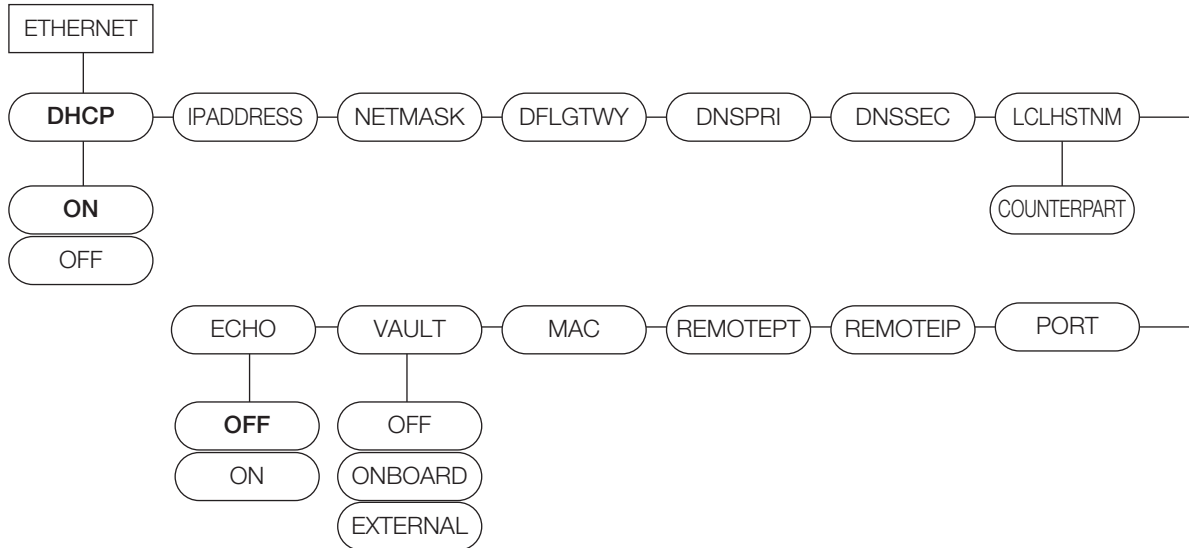 ETHERNET
DHCP
IPADDRESS
NETMASK
DFLGTWY
DNSPRI
DNSSEC
LCLHSTNM
ON
OFF
COUNTERPART
ECHO
VAULT
MAC
REMOTEPT
REMOTEIP
PORT
OFF
ON
OFF
ONBOARD
EXTERNAL